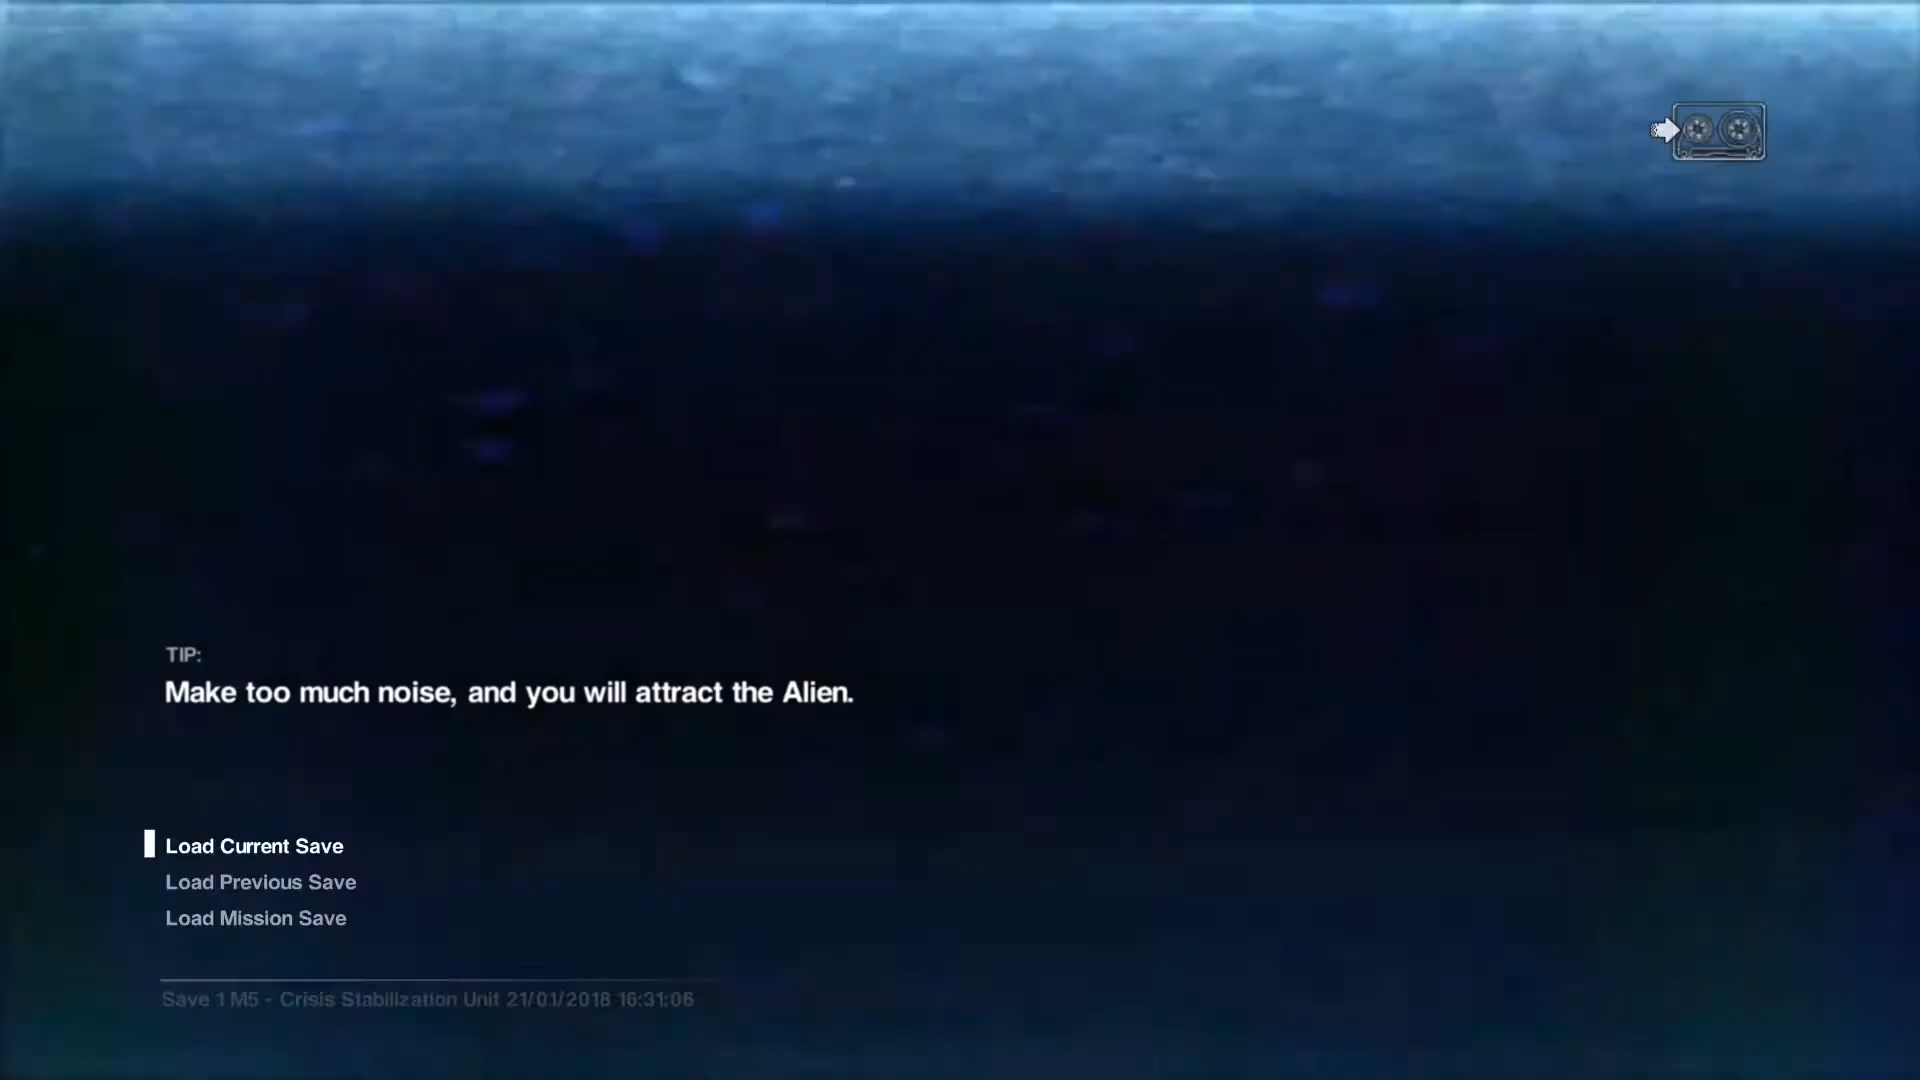 TIP:
Make too much noise, and you will attract the Alien.
Load Current Save
Load Previous Save
Load Mission Save
Save 1 M5 - Crisis Stabilization Unit 21/01/2018 16:31:06